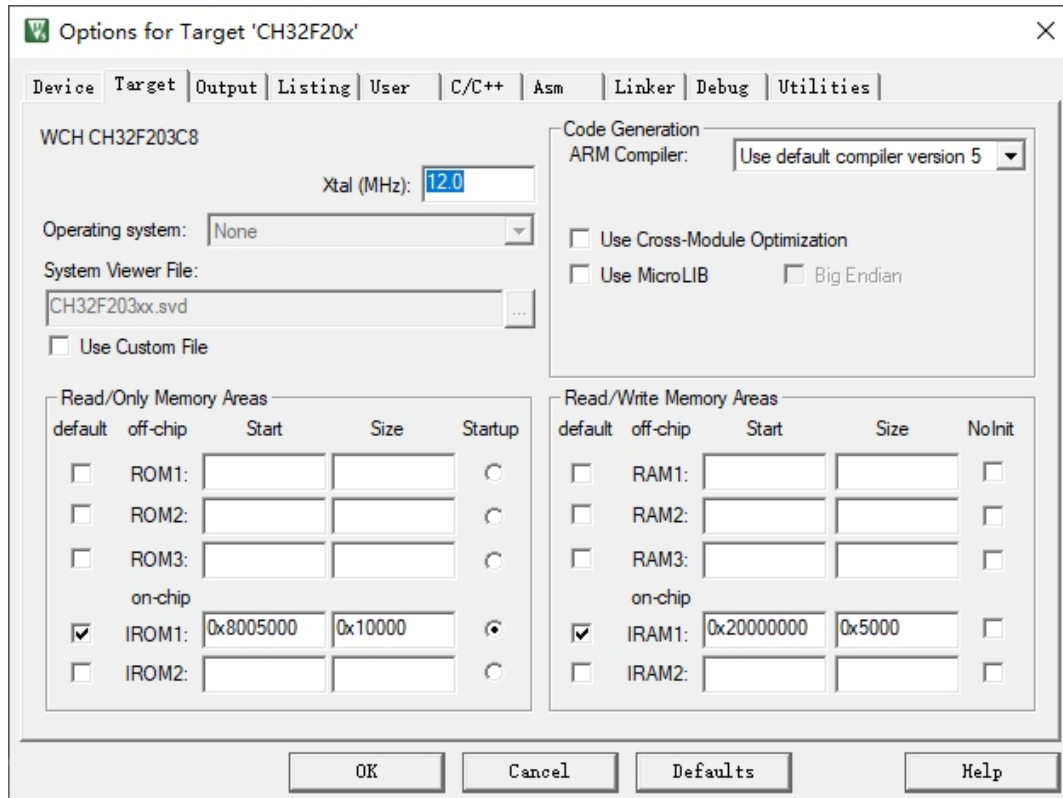 Options for Target 'CH32F20x'
Device Target Output Listing User C/C++ Asm Linker Debug Utilities
WCH CH32F203C8
Xtal (MHz): 12.0
Operating system: None
System Viewer File:
CH32F203xx.svd
...
Use Custom File
Code Generation
ARM Compiler: Use default compiler version 5
Use Cross-Module Optimization
Use MicroLIB Big Endian
Read/Only Memory Areas
default off-chip Start Size Startup
ROM1:
ROM2:
ROM3:
on-chip
IROM1: 0x8005000 0x10000
IROM2:
Read/Write Memory Areas
default off-chip Start Size NoInit
RAM1:
RAM2:
RAM3:
on-chip
IRAM1: 0x20000000 0x5000
IRAM2:
OK Cancel Defaults Help